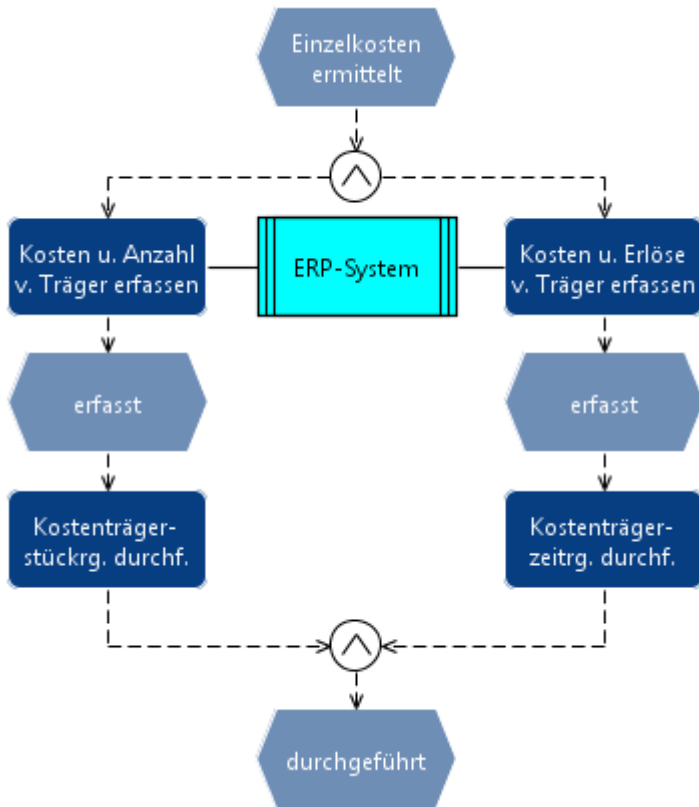 Einzelkosten
ermittelt
Kosten u. Anzahl
v. Träger erfassen
ERP-System
Kosten u. Erlöse
v. Träger erfassen
erfasst
erfasst
Kostenträger-
stückrg. durchf.
Kostenträger-
zeitrg. durchf.
durchgeführt